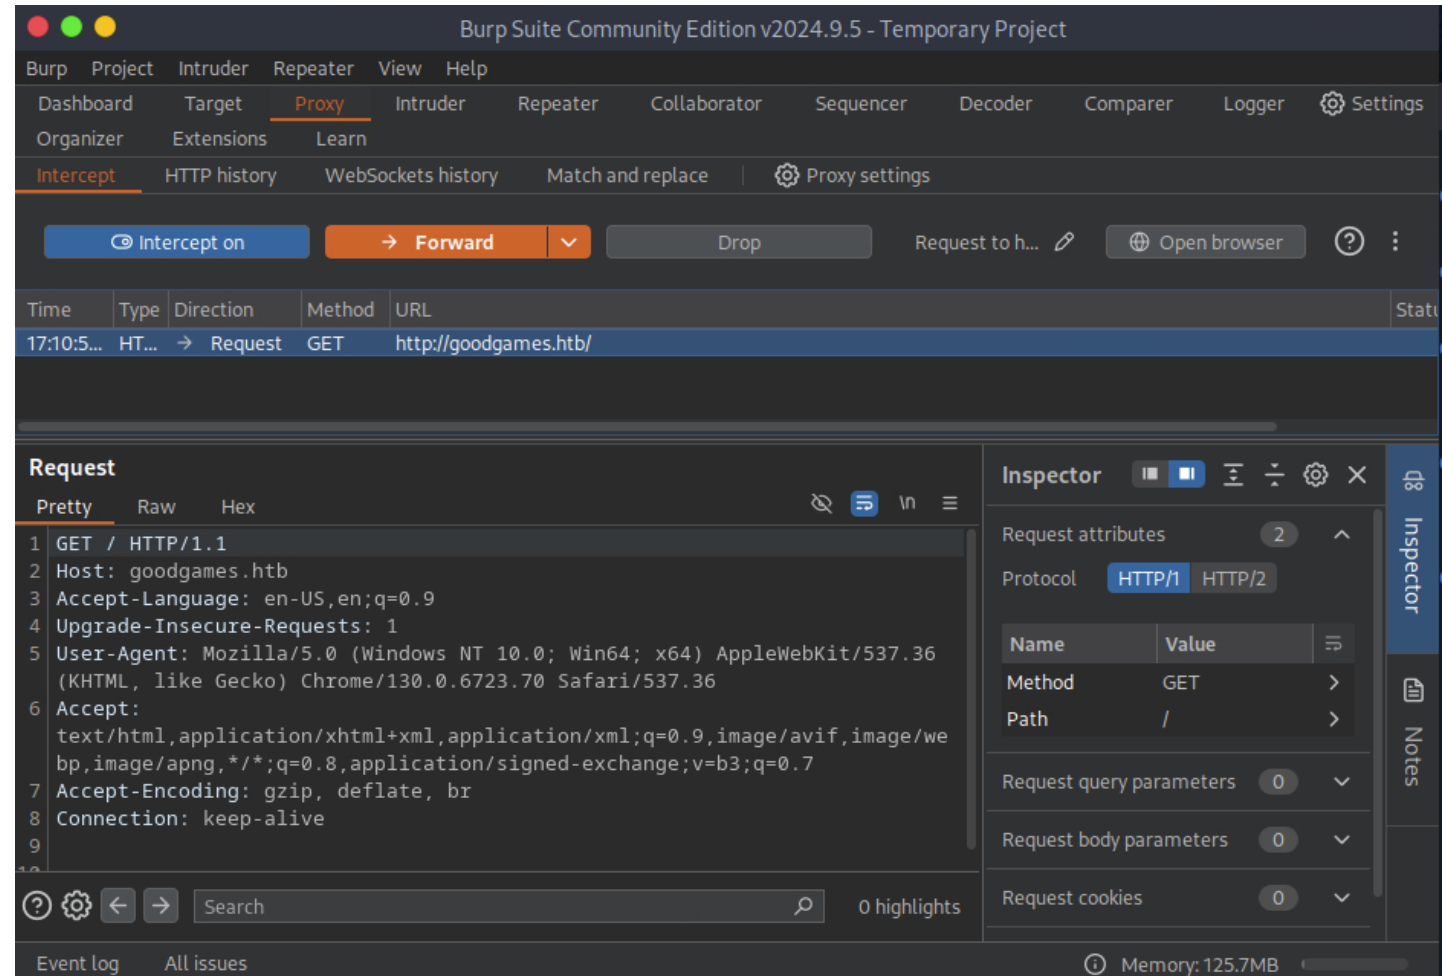 Burp Suite Community Edition v2024.9.5 - Temporary Project
Burp Project Intruder Repeater View Help
Dashboard Target Proxy Intruder Repeater Collaborator Sequencer Decoder Comparer Logger Settings
Organizer Extensions Learn
Intercept HTTP history WebSockets history Match and replace Proxy settings
Intercept on Forward Drop Request to h... Open browser
Time Type Direction Method URL Statu
17:10:5... HT... → Request GET http://goodgames.htb/
Request
Pretty Raw Hex \n
1 GET / HTTP/1.1
2 Host: goodgames.htb
3 Accept-Language: en-US,en;q=0.9
4 Upgrade-Insecure-Requests: 1
5 User-Agent: Mozilla/5.0 (Windows NT 10.0; Win64; x64) AppleWebKit/537.36
(KHTML, like Gecko) Chrome/130.0.6723.70 Safari/537.36
6 Accept:
text/html,application/xhtml+xml,application/xml;q=0.9,image/avif,image/we
bp,image/apng,*/*;q=0.8,application/signed-exchange;v=b3;q=0.7
7 Accept-Encoding: gzip, deflate, br
8 Connection: keep-alive
9
Search 0 highlights
Inspector
Request attributes 2
Protocol HTTP/1 HTTP/2
Name Value
Method GET
Path /
Request query parameters 0
Request body parameters 0
Request cookies 0
Inspector
Notes
Event log All issues Memory: 125.7MB